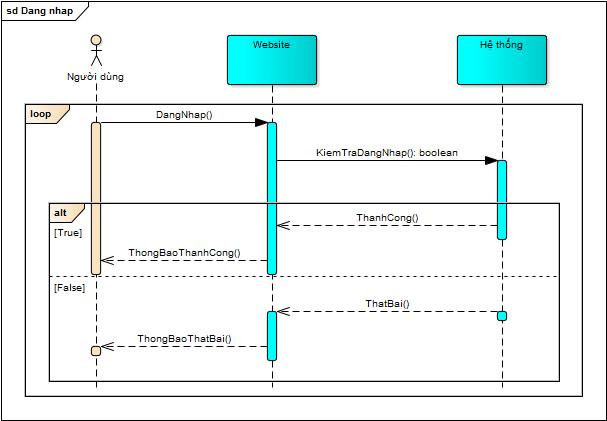 sd Dang nhap
Người dùng
Website
Hệ thống
loop
DangNhap()
KiemTraDangNhap(): boolean
alt
ThanhCong()
[True]
ThongBaoThanhCong()
[False]
ThatBai()
ThongBaoThatBai()